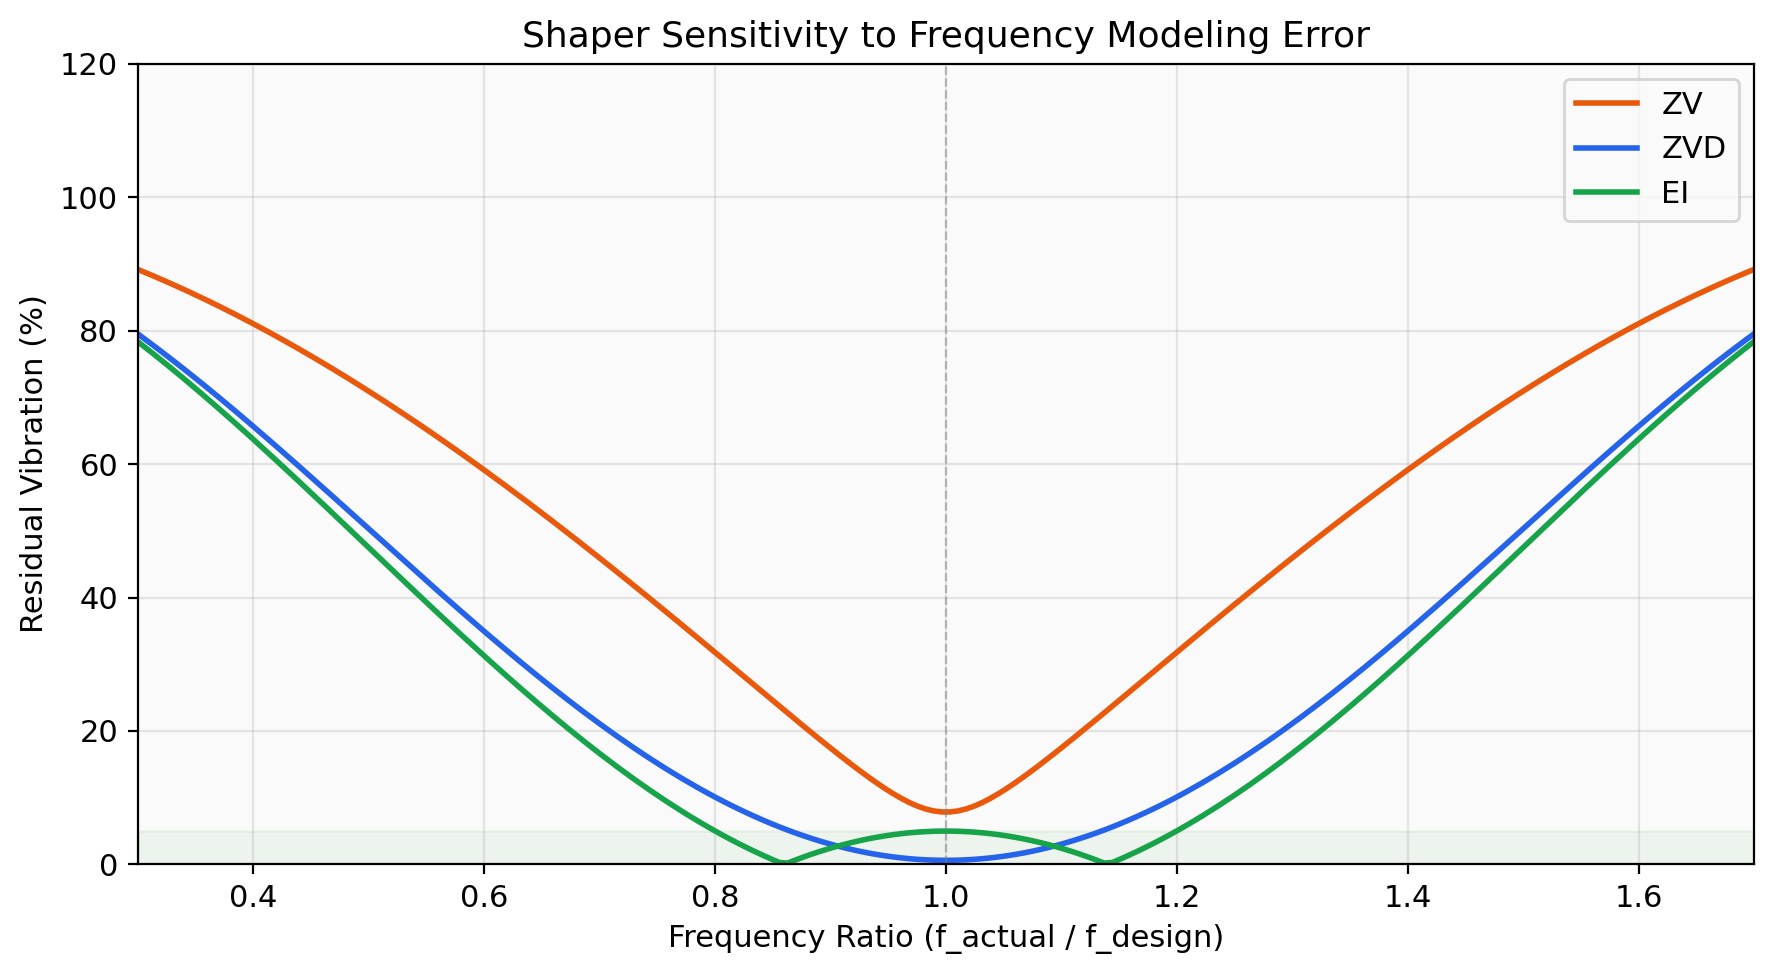 Shaper Sensitivity to Frequency Modeling Error
120
100
80
60
40
20
0
Residual Vibration (%)
ZV
ZVD
EI
0.4 0.6 0.8 1.0 1.2 1.4 1.6
Frequency Ratio (f_actual / f_design)